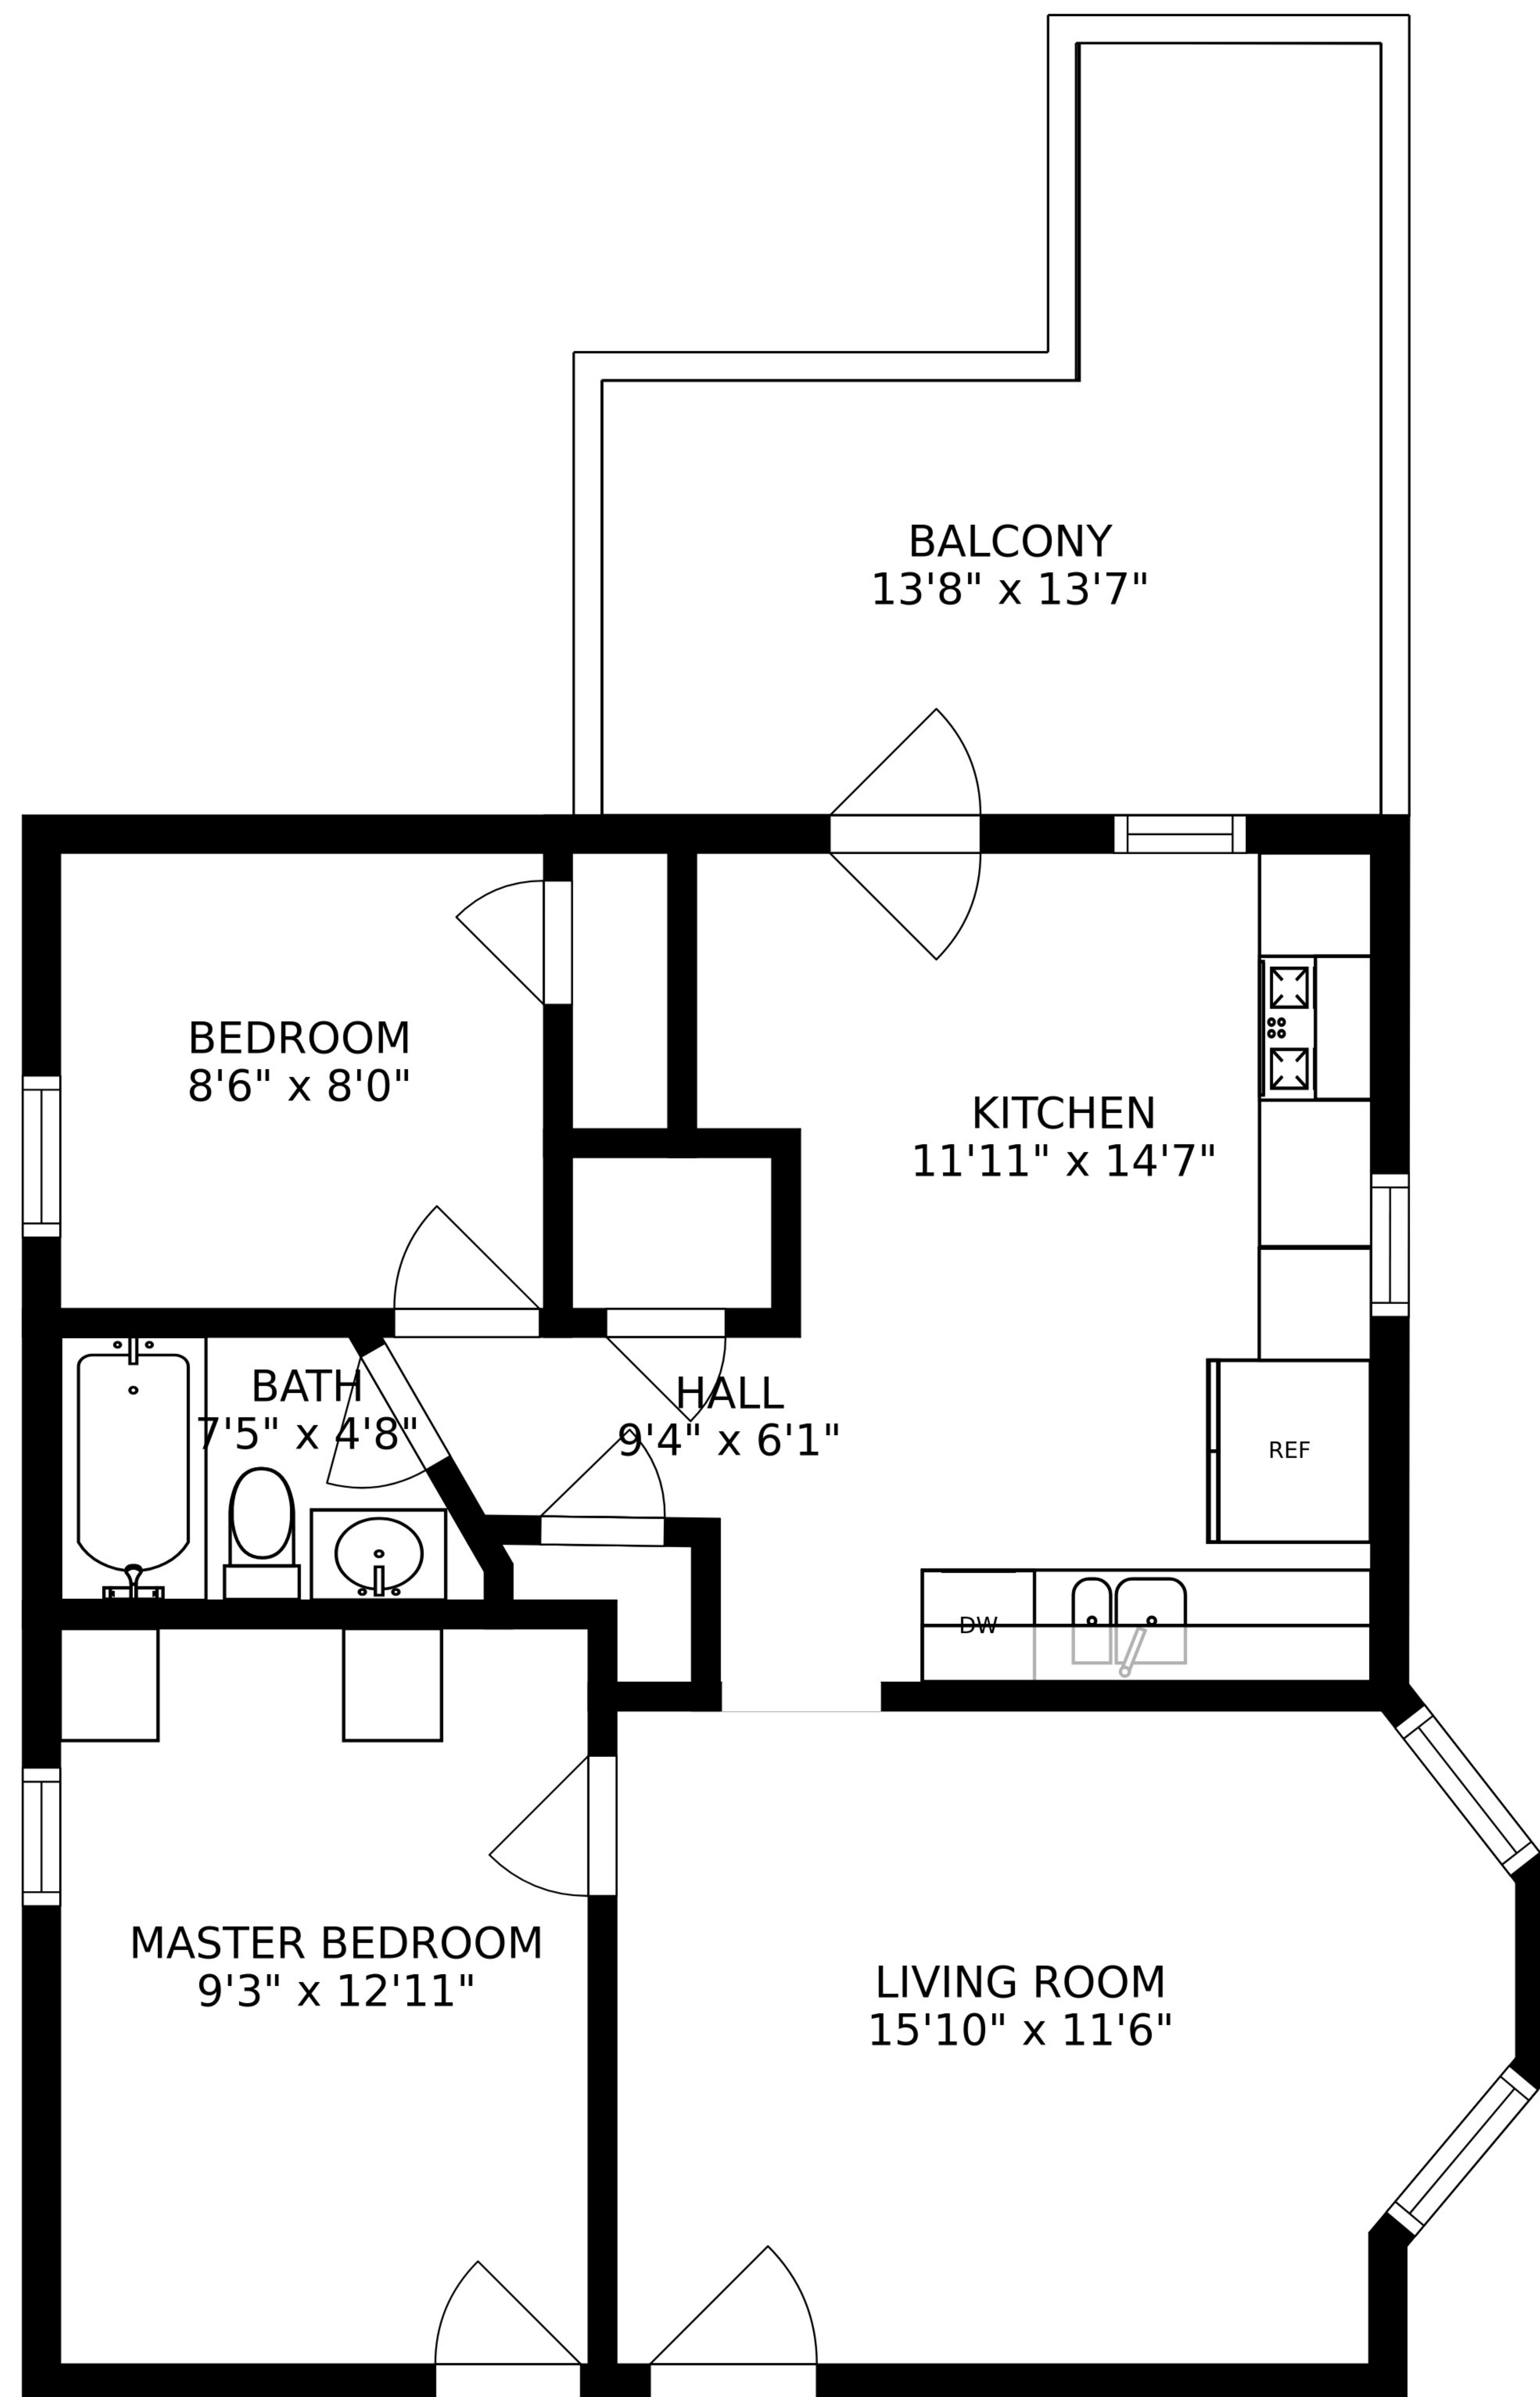 BALCONY
13'8" x 13'7"
BEDROOM
8'6" x 8'0"
KITCHEN
11'11" x 14'7"
BATH
7'5" x 4'8"
HALL
9'4" x 6'1"
REF
DW
MASTER BEDROOM
9'3" x 12'11"
LIVING ROOM
15'10" x 11'6"